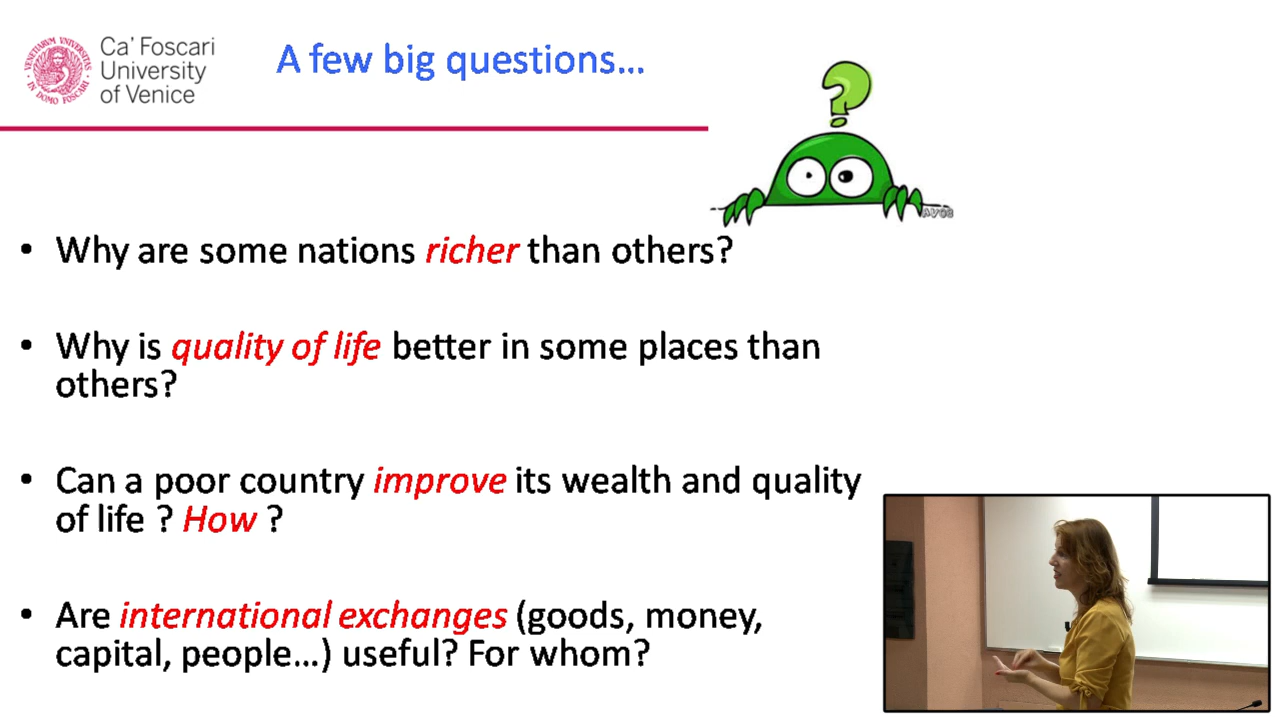 Ca' Foscari
University
of Venice
A few big questions...
?
• Why are some nations richer than others?
• Why is quality of life better in some places than
others?
• Can a poor country improve its wealth and quality
of life ? How ?
• Are international exchanges (goods, money,
capital, people...) useful? For whom?